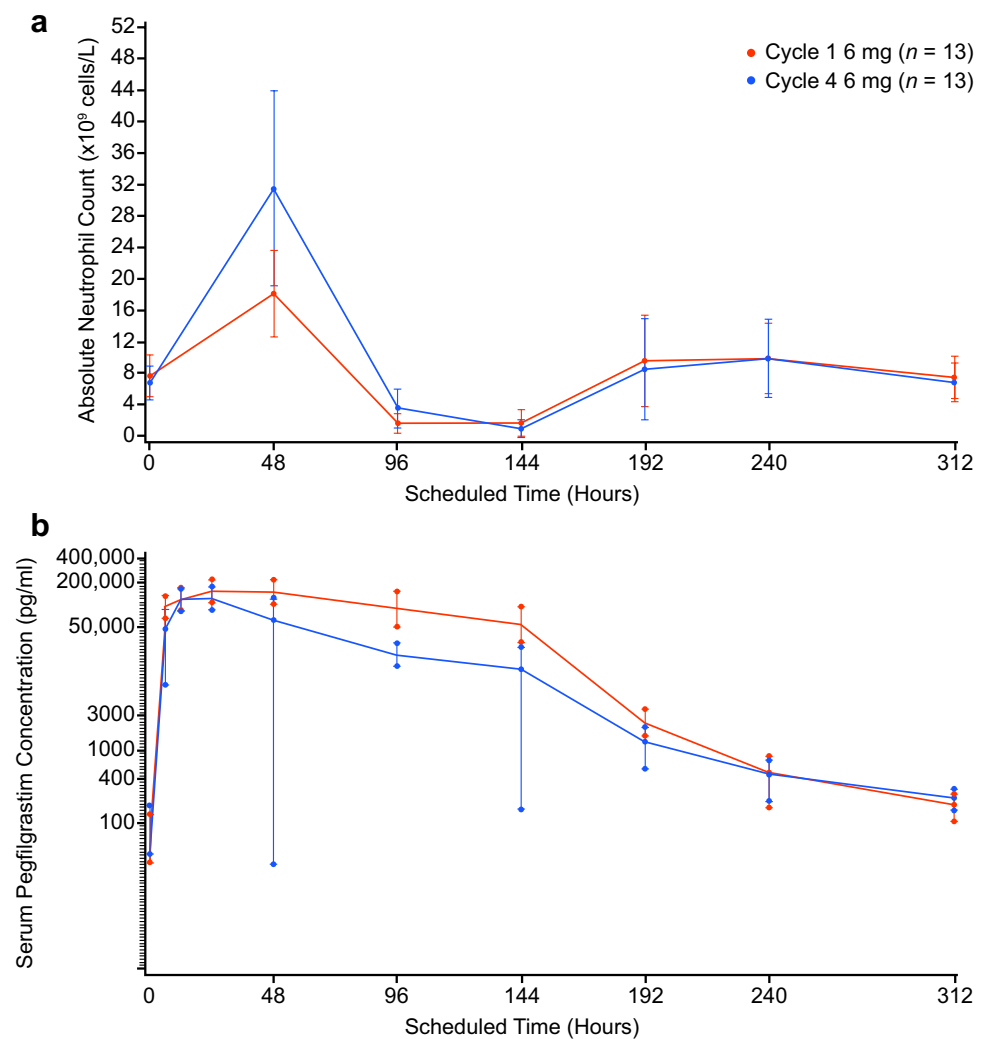 a
Absolute Neutrophil Count (x10⁹ cells/L)
52
48
44
40
36
32
28
24
20
16
12
8
4
0
Cycle 1 6 mg (n = 13)
Cycle 4 6 mg (n = 13)
0 48 96 144 192 240 312
Scheduled Time (Hours)
b
Serum Pegfilgrastim Concentration (pg/ml)
400,000
200,000
50,000
3000
1000
400
100
0 48 96 144 192 240 312
Scheduled Time (Hours)